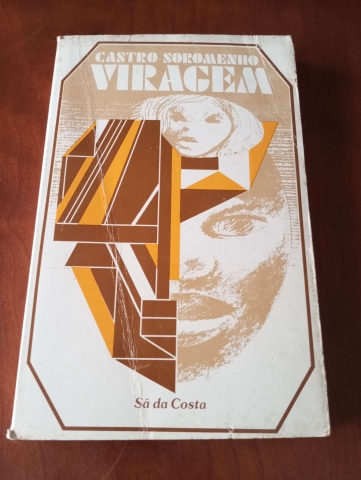 CASTRO SOROMENHO
VIRAGEM
Sá da Costa